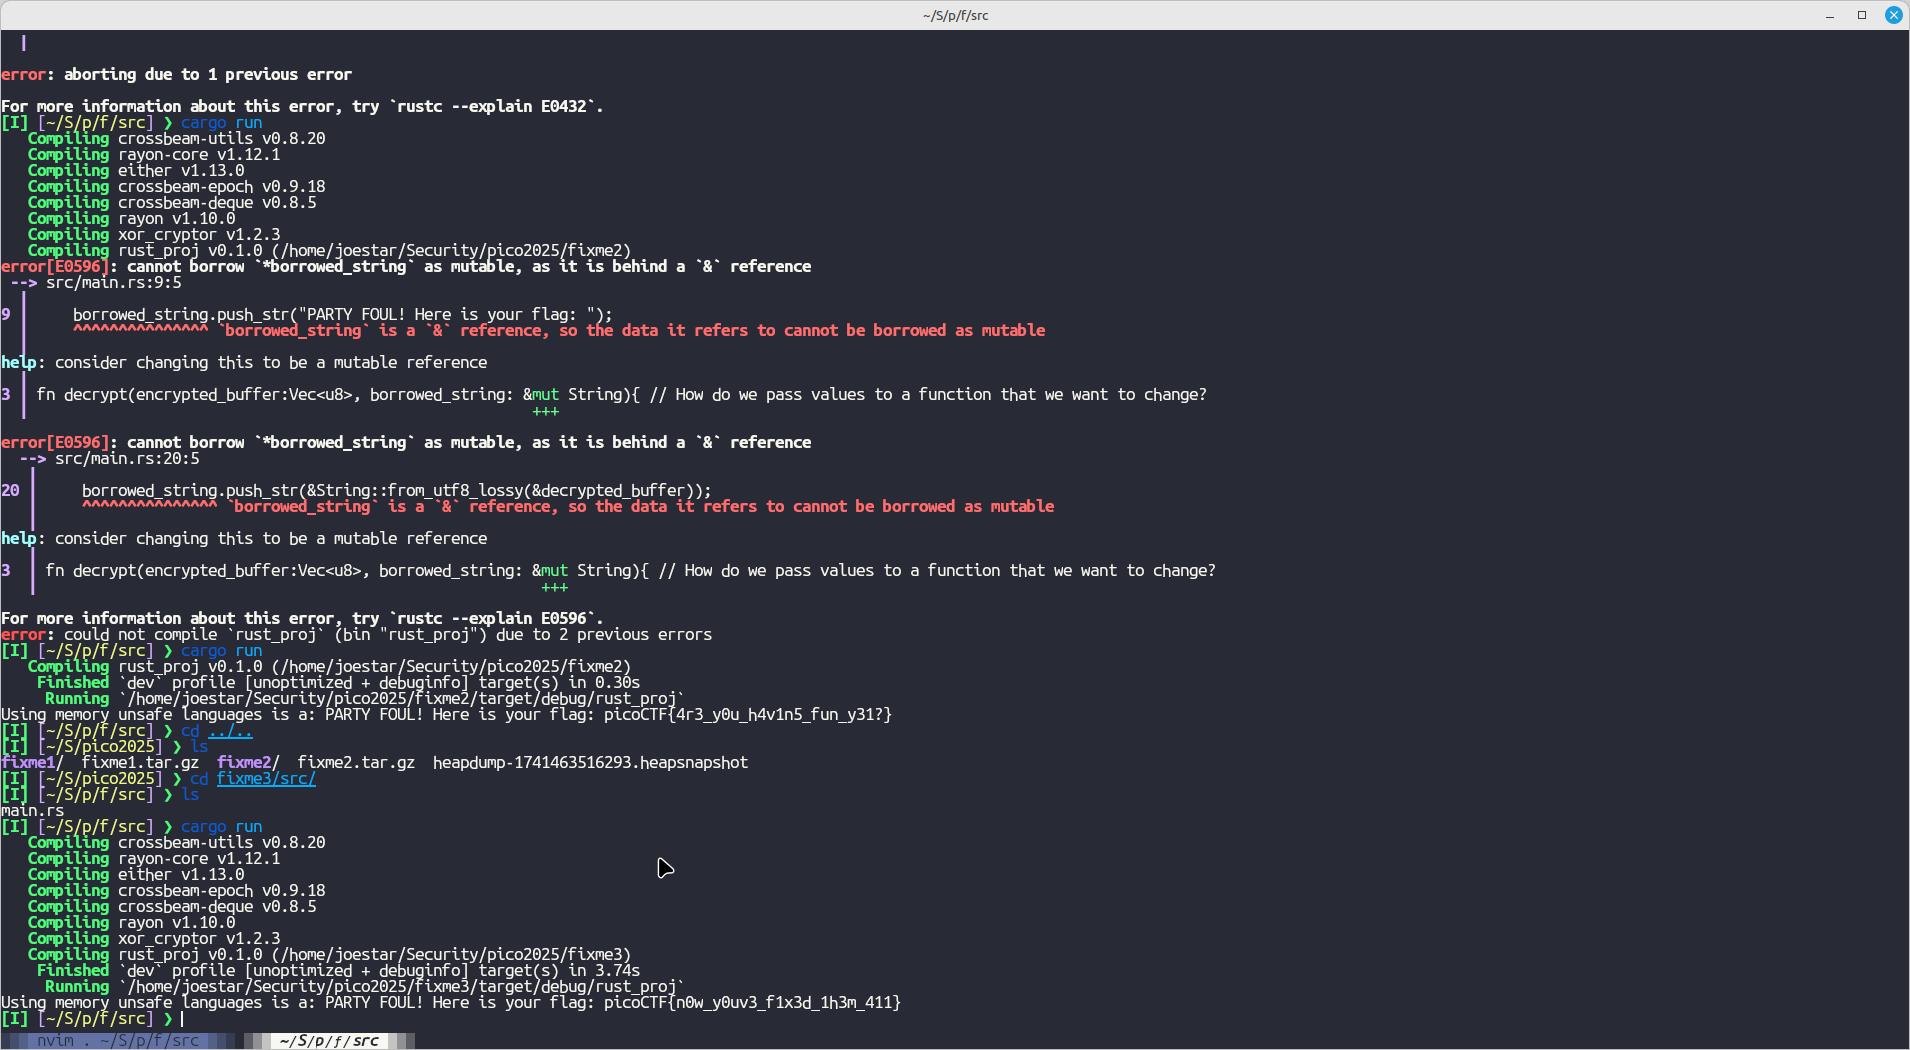 ~/S/p/f/src
error: aborting due to 1 previous error
For more information about this error, try `rustc --explain E0432`.
[I] [~/S/p/f/src] ❯ cargo run
Compiling crossbeam-utils v0.8.20
Compiling rayon-core v1.12.1
Compiling either v1.13.0
Compiling crossbeam-epoch v0.9.18
Compiling crossbeam-deque v0.8.5
Compiling rayon v1.10.0
Compiling xor_cryptor v1.2.3
Compiling rust_proj v0.1.0 (/home/joestar/Security/pico2025/fixme2)
error[E0596]: cannot borrow `*borrowed_string` as mutable, as it is behind a `&` reference
--> src/main.rs:9:5
|
9 | borrowed_string.push_str("PARTY FOUL! Here is your flag: ");
| ^^^^^^^^^^^^^^^ `borrowed_string` is a `&` reference, so the data it refers to cannot be borrowed as mutable
|
help: consider changing this to be a mutable reference
|
3 | fn decrypt(encrypted_buffer:Vec<u8>, borrowed_string: &mut String){ // How do we pass values to a function that we want to change?
| +++
error[E0596]: cannot borrow `*borrowed_string` as mutable, as it is behind a `&` reference
--> src/main.rs:20:5
|
20 | borrowed_string.push_str(&String::from_utf8_lossy(&decrypted_buffer));
| ^^^^^^^^^^^^^^^ `borrowed_string` is a `&` reference, so the data it refers to cannot be borrowed as mutable
|
help: consider changing this to be a mutable reference
|
3 | fn decrypt(encrypted_buffer:Vec<u8>, borrowed_string: &mut String){ // How do we pass values to a function that we want to change?
| +++
For more information about this error, try `rustc --explain E0596`.
error: could not compile `rust_proj` (bin "rust_proj") due to 2 previous errors
[I] [~/S/p/f/src] ❯ cargo run
Compiling rust_proj v0.1.0 (/home/joestar/Security/pico2025/fixme2)
Finished `dev` profile [unoptimized + debuginfo] target(s) in 0.30s
Running `/home/joestar/Security/pico2025/fixme2/target/debug/rust_proj`
Using memory unsafe languages is a: PARTY FOUL! Here is your flag: picoCTF{4r3_y0u_h4v1n5_fun_y31?}
[I] [~/S/p/f/src] ❯ cd ../..
[I] [~/S/pico2025] ❯ ls
fixme1/ fixme1.tar.gz fixme2/ fixme2.tar.gz heapdump-1741463516293.heapsnapshot
[I] [~/S/pico2025] ❯ cd fixme3/src/
[I] [~/S/p/f/src] ❯ ls
main.rs
[I] [~/S/p/f/src] ❯ cargo run
Compiling crossbeam-utils v0.8.20
Compiling rayon-core v1.12.1
Compiling either v1.13.0
Compiling crossbeam-epoch v0.9.18
Compiling crossbeam-deque v0.8.5
Compiling rayon v1.10.0
Compiling xor_cryptor v1.2.3
Compiling rust_proj v0.1.0 (/home/joestar/Security/pico2025/fixme3)
Finished `dev` profile [unoptimized + debuginfo] target(s) in 3.74s
Running `/home/joestar/Security/pico2025/fixme3/target/debug/rust_proj`
Using memory unsafe languages is a: PARTY FOUL! Here is your flag: picoCTF{n0w_y0uv3_f1x3d_1h3m_411}
[I] [~/S/p/f/src] ❯
nvim . ~/S/p/f/src ~/S/p/f/src